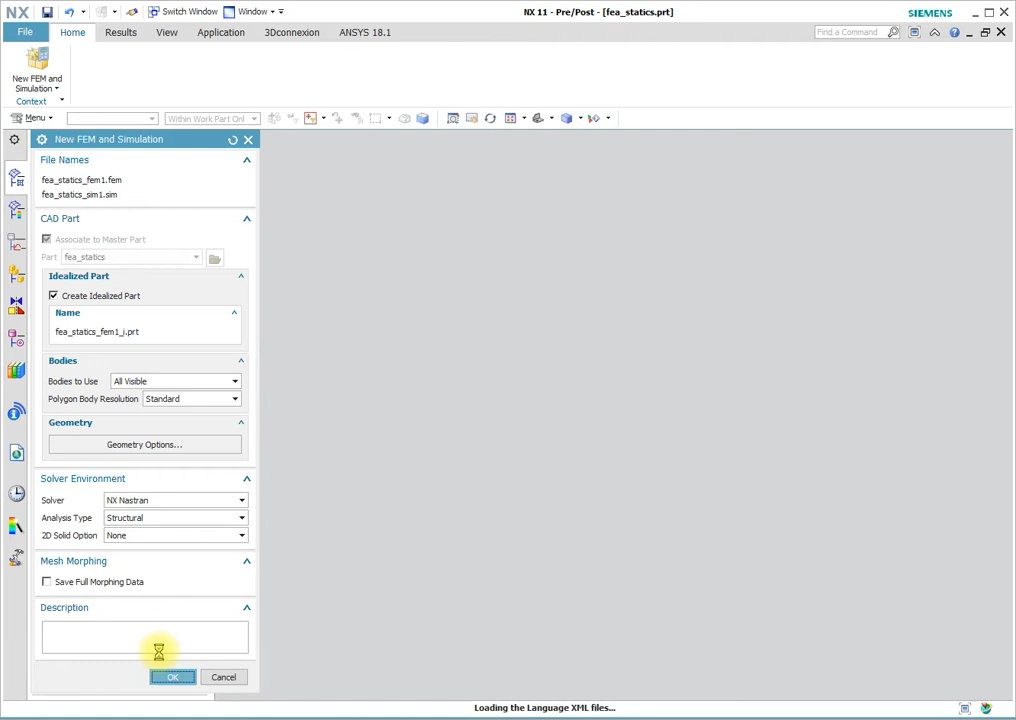 NX Switch Window Window NX 11 - Pre/Post - [fea_statics.prt] SIEMENS
File Home Results View Application 3Dconnexion ANSYS 18.1 Find a Command
New FEM and
Simulation
Context
Menu Within Work Part Onl
New FEM and Simulation
File Names
fea_statics_fem1.fem
fea_statics_sim1.sim
CAD Part
Associate to Master Part
Part fea_statics
Idealized Part
Create Idealized Part
Name
fea_statics_fem1_i.prt
Bodies
Bodies to Use All Visible
Polygon Body Resolution Standard
Geometry
Geometry Options...
Solver Environment
Solver NX Nastran
Analysis Type Structural
2D Solid Option None
Mesh Morphing
Save Full Morphing Data
Description
OK Cancel
Loading the Language XML files...